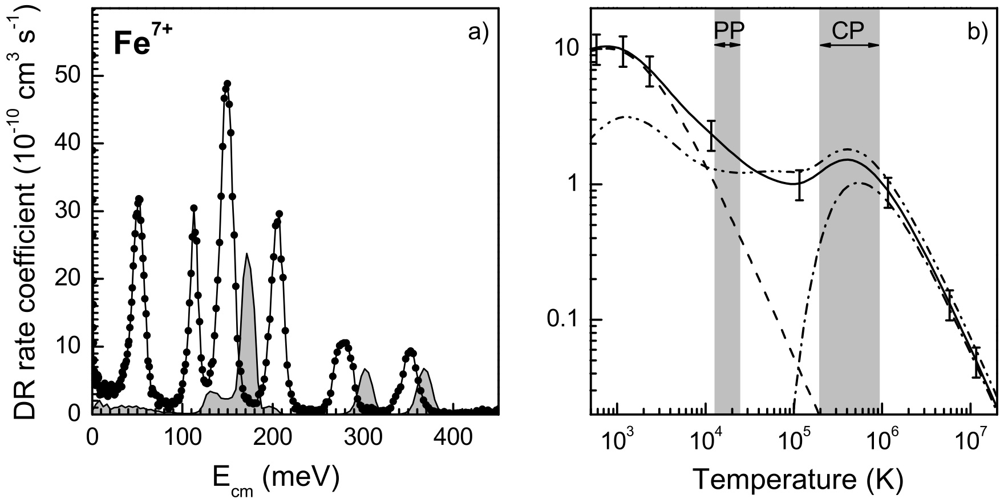 Fe⁷⁺
a)
DR rate coefficient (10⁻¹⁰ cm³ s⁻¹)
50
40
30
20
10
0
0 100 200 300 400
E_cm (meV)
PP CP b)
10
1
0.1
10³ 10⁴ 10⁵ 10⁶ 10⁷
Temperature (K)